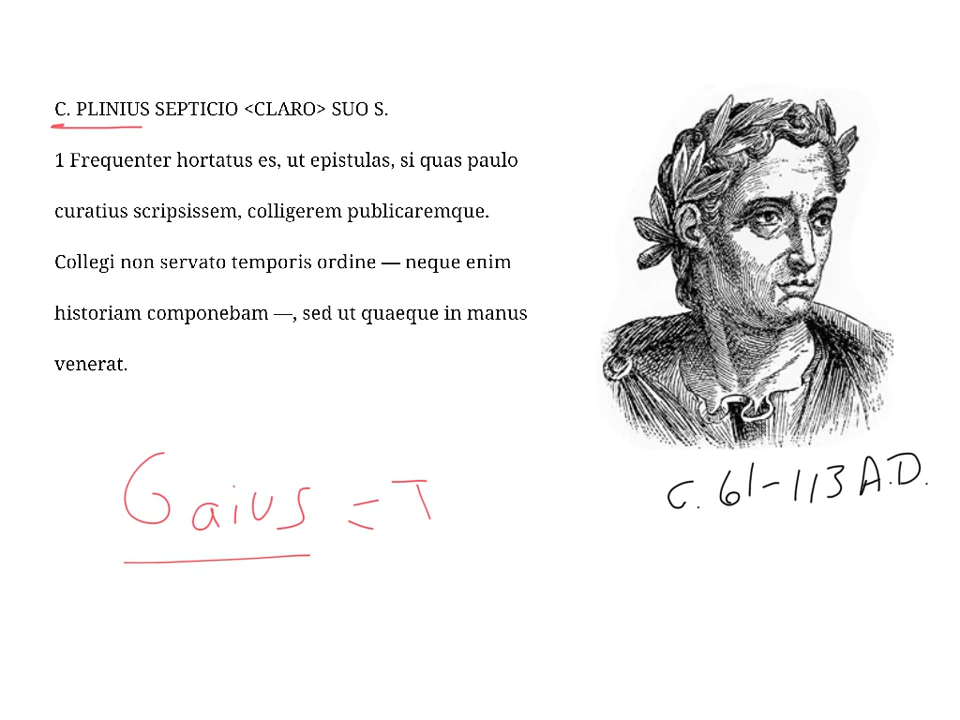 C. PLINIUS SEPTICIO <CLARO> SUO S.
1 Frequenter hortatus es, ut epistulas, si quas paulo
curatius scripsissem, colligerem publicaremque.
Collegi non servato temporis ordine — neque enim
historiam componebam —, sed ut quaeque in manus
venerat.
Gaius = T
C. 61-113 A.D.